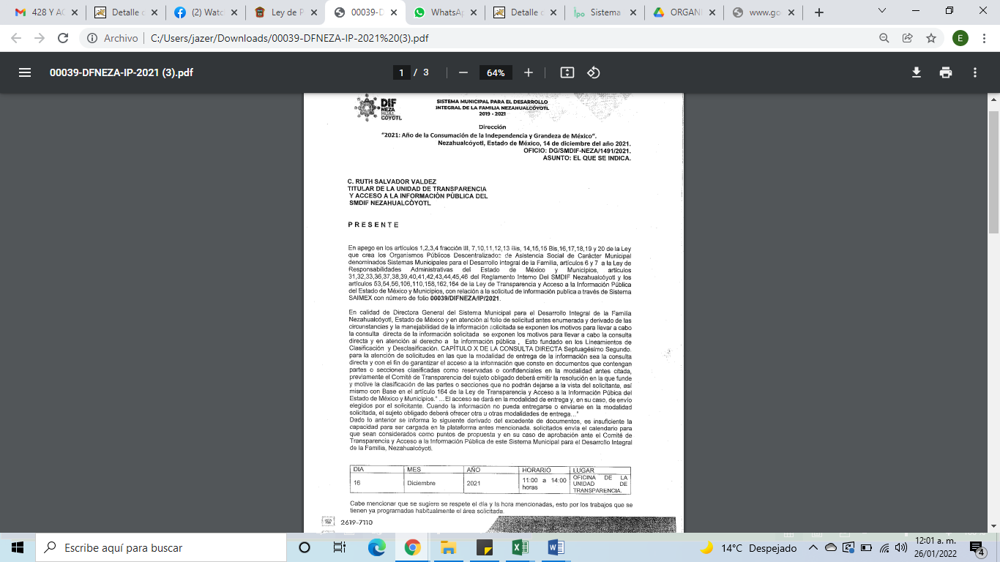 428 Y AC
Detalle d
(2) Watc
Ley de P
00039-D
WhatsAp
Detalle d
Sistema
ORGANI
www.go
Archivo
C:/Users/jazer/Downloads/00039-DFNEZA-IP-2021%20(3).pdf
E
00039-DFNEZA-IP-2021 (3).pdf
1 / 3
64%
DIF
NEZA
HUAL
CÓYOTL
SISTEMA MUNICIPAL PARA EL DESARROLLO
INTEGRAL DE LA FAMILIA NEZAHUALCÓYOTL
2019 - 2021
Dirección
"2021: Año de la Consumación de la Independencia y Grandeza de México".
Nezahualcóyotl, Estado de México, 14 de diciembre del año 2021.
OFICIO: DG/SMDIF-NEZA/1491/2021.
ASUNTO: EL QUE SE INDICA.
C. RUTH SALVADOR VALDEZ
TITULAR DE LA UNIDAD DE TRANSPARENCIA
Y ACCESO A LA INFORMACIÓN PÚBLICA DEL
SMDIF NEZAHUALCÓYOTL
P R E S E N T E
En apego en los artículos 1,2,3,4 fracción III, 7,10,11,12,13 Bis, 14,15,15 Bis,16,17,18,19 y 20 de la Ley
que crea los Organismos Públicos Descentralizados de Asistencia Social de Carácter Municipal
denominados Sistemas Municipales para el Desarrollo Integral de la Familia, artículos 6 y 7 a la Ley de
Responsabilidades Administrativas del Estado de México y Municipios, artículos
31,32,33,36,37,38,39,40,41,42,43,44,45,46 del Reglamento Interno Del SMDIF Nezahualcóyotl y los
artículos 53,54,56,106,110,158,162,164 de la Ley de Transparencia y Acceso a la Información Pública
del Estado de México y Municipios, con relación a la solicitud de información publica a través de Sistema
SAIMEX con número de folio 00039/DIFNEZA/IP/2021.
En calidad de Directora General del Sistema Municipal para el Desarrollo Integral de la Familia
Nezahualcóyotl, Estado de México y en atención al folio de solicitud antes enumerada y derivado de las
circunstancias y la manejabilidad de la información solicitada se exponen los motivos para llevar a cabo
la consulta directa de la información solicitada se exponen los motivos para llevar a cabo la consulta
directa y en atención al derecho a la información pública , Esto fundado en los Lineamientos de
Clasificación y Desclasificación. CAPÍTULO X DE LA CONSULTA DIRECTA Septuagésimo Segundo.
para la atención de solicitudes en las que la modalidad de entrega de la información sea la consulta
directa y con el fin de garantizar el acceso a la información que conste en documentos que contengan
partes o secciones clasificadas como reservadas o confidenciales en la modalidad antes citada,
previamente el Comité de Transparencia del sujeto obligado deberá emitir la resolución en la que funde
y motive la clasificación de las partes o secciones que no podrán dejarse a la vista del solicitante, así
mismo con Base en el artículo 164 de la Ley de Transparencia y Acceso a la Información Púbica del
Estado de México y Municipios." ...El acceso se dará en la modalidad de entrega y, en su caso, de envío
elegidos por el solicitante. Cuando la información no pueda entregarse o enviarse en la modalidad
solicitada, el sujeto obligado deberá ofrecer otra u otras modalidades de entrega..."
Dado lo anterior se informa lo siguiente derivado del excedente de documentos, es insuficiente la
capacidad para ser cargada en la plataforma antes mencionada. solicitados envía el calendario para
que sean considerados como puntos de propuesta y en su caso de aprobación ante el Comité de
Transparencia y Acceso a la Información Pública de este Sistema Municipal para el Desarrollo Integral
de la Familia, Nezahualcóyotl.
DIA MES AÑO HORARIO LUGAR
16 Diciembre 2021 11:00 a 14:00 horas OFICINA DE LA UNIDAD DE TRANSPARENCIA.
Cabe mencionar que se sugiere se respete el día y la hora mencionadas, esto por los trabajos que se
tienen ya programadas habitualmente el área solicitada.
2619-7110
Escribe aquí para buscar
14°C Despejado
12:01 a. m.
26/01/2022
4